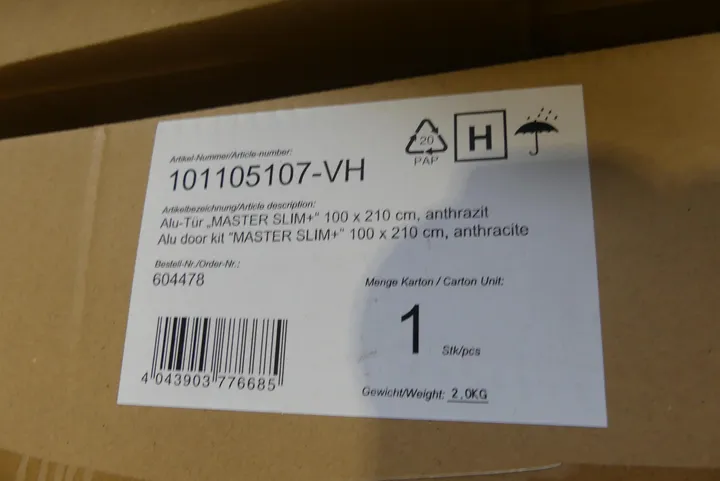 Artikel-Nummer/Article-number:
101105107-VH
20
PAP
H
Artikelbezeichnung/Article description:
Alu-Tür „MASTER SLIM+“ 100 x 210 cm, anthrazit
Alu door kit “MASTER SLIM+“ 100 x 210 cm, anthracite
Bestell-Nr./Order-Nr.:
604478
Menge Karton / Carton Unit:
1 Stk/pcs
4 043903 776685
Gewicht/Weight: 2,0KG